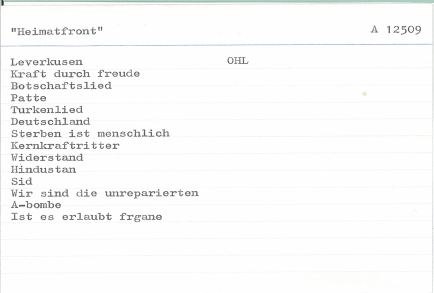 "Heimatfront" A 12509
Leverkusen OHL
Kraft durch freude
Botschaftslied
Patte
Turkenlied
Deutschland
Sterben ist menschlich
Kernkraftritter
Widerstand
Hindustan
Sid
Wir sind die unreparierten
A-bombe
Ist es erlaubt frgane